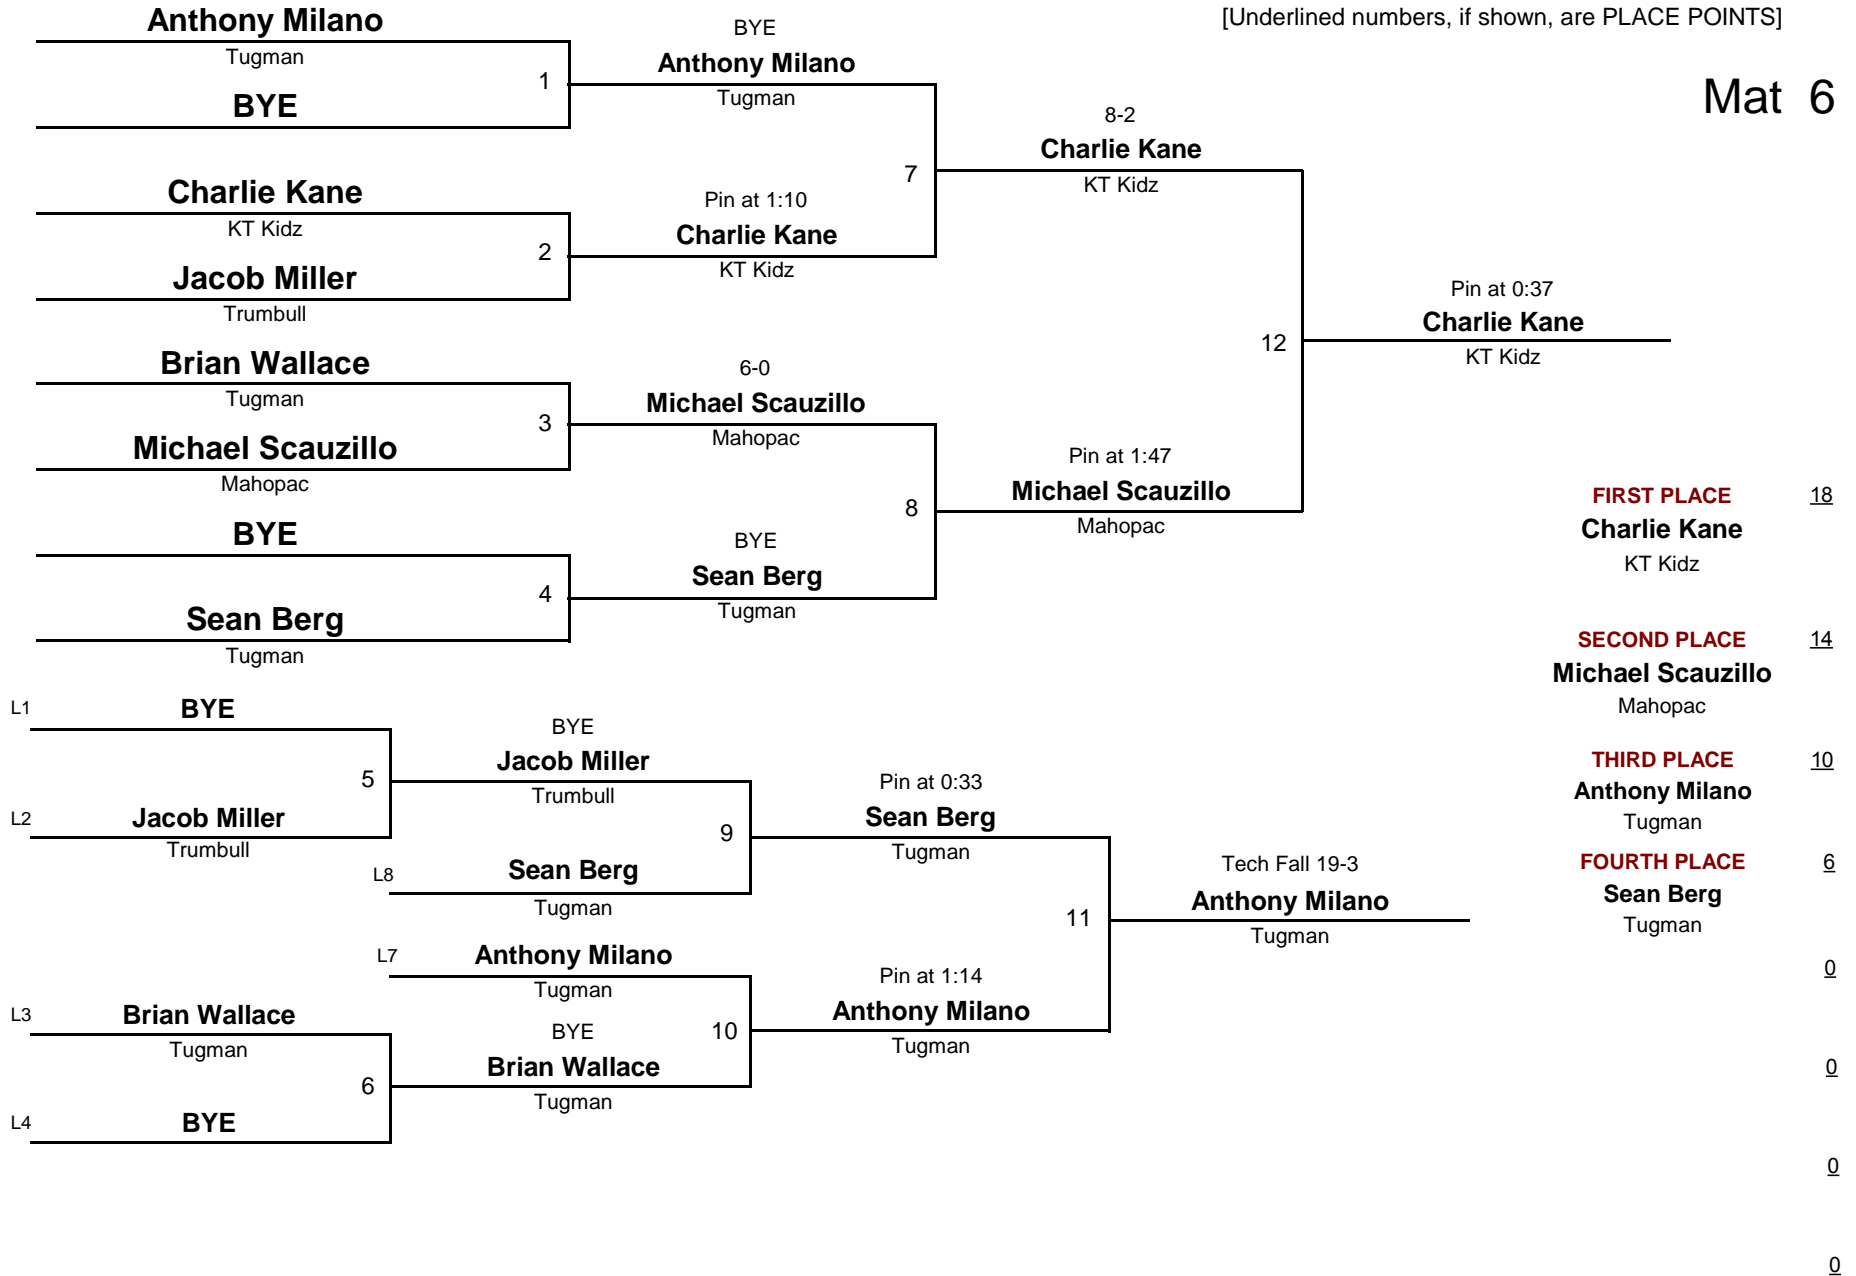 [Underlined numbers, if shown, are PLACE POINTS]
Mat 6
Anthony Milano
Tugman
1
BYE
Charlie Kane
KT Kidz
2
Jacob Miller
Trumbull
Brian Wallace
Tugman
3
Michael Scauzillo
Mahopac
BYE
4
Sean Berg
Tugman
BYE
Anthony Milano
Tugman
7
Pin at 1:10
Charlie Kane
KT Kidz
6-0
Michael Scauzillo
Mahopac
8
BYE
Sean Berg
Tugman
8-2
Charlie Kane
KT Kidz
12
Pin at 1:47
Michael Scauzillo
Mahopac
Pin at 0:37
Charlie Kane
KT Kidz
FIRST PLACE 18
Charlie Kane
KT Kidz
SECOND PLACE 14
Michael Scauzillo
Mahopac
THIRD PLACE 10
Anthony Milano
Tugman
FOURTH PLACE 6
Sean Berg
Tugman
0
0
0
0
L1 BYE
5
L2 Jacob Miller
Trumbull
L3 Brian Wallace
Tugman
6
L4 BYE
BYE
Jacob Miller
Trumbull
9
L8 Sean Berg
Tugman
L7 Anthony Milano
Tugman
10
BYE
Brian Wallace
Tugman
Pin at 0:33
Sean Berg
Tugman
11
Pin at 1:14
Anthony Milano
Tugman
Tech Fall 19-3
Anthony Milano
Tugman